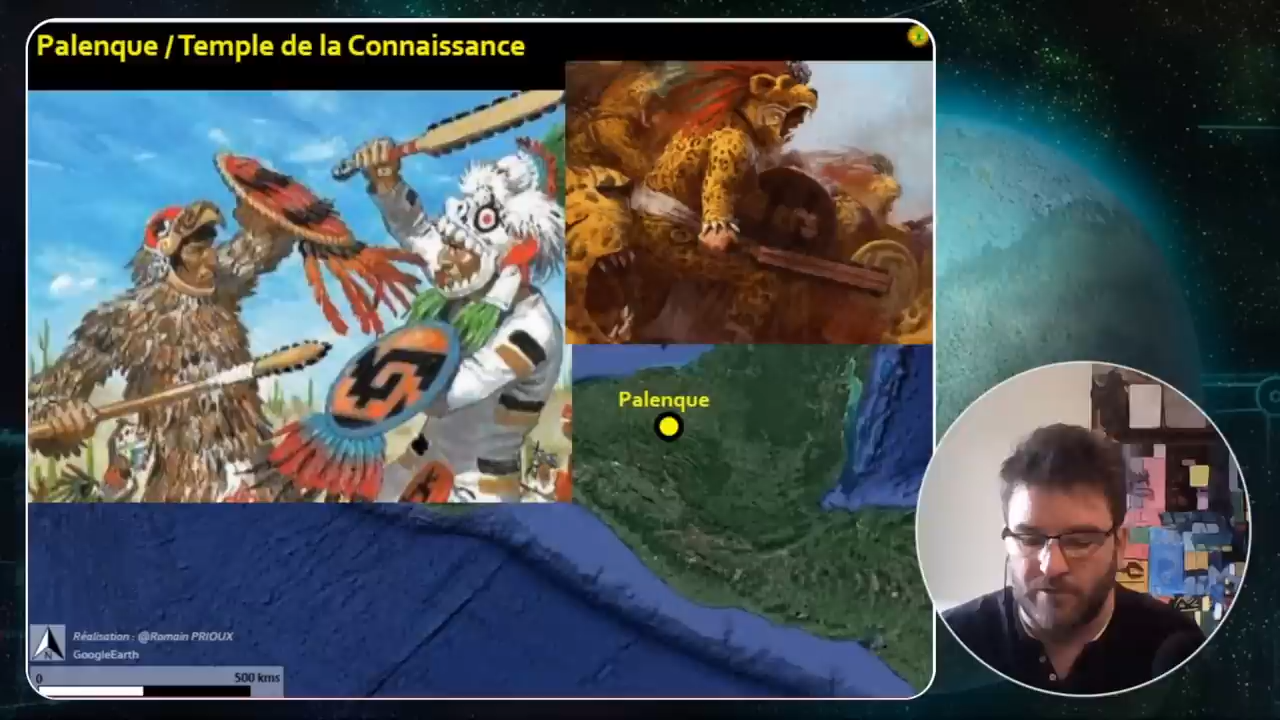 Palenque / Temple de la Connaissance
Palenque
Réalisation : @Romain PRIOUX
GoogleEarth
N
0 500 kms